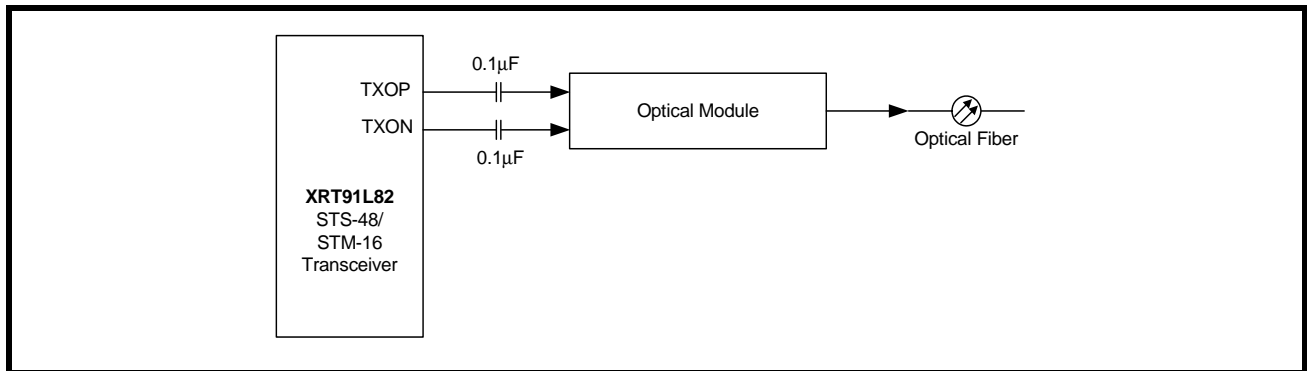 0.1μF
TXOP
Optical Module
TXON
Optical Fiber
0.1μF
XRT91L82
STS-48/
STM-16
Transceiver